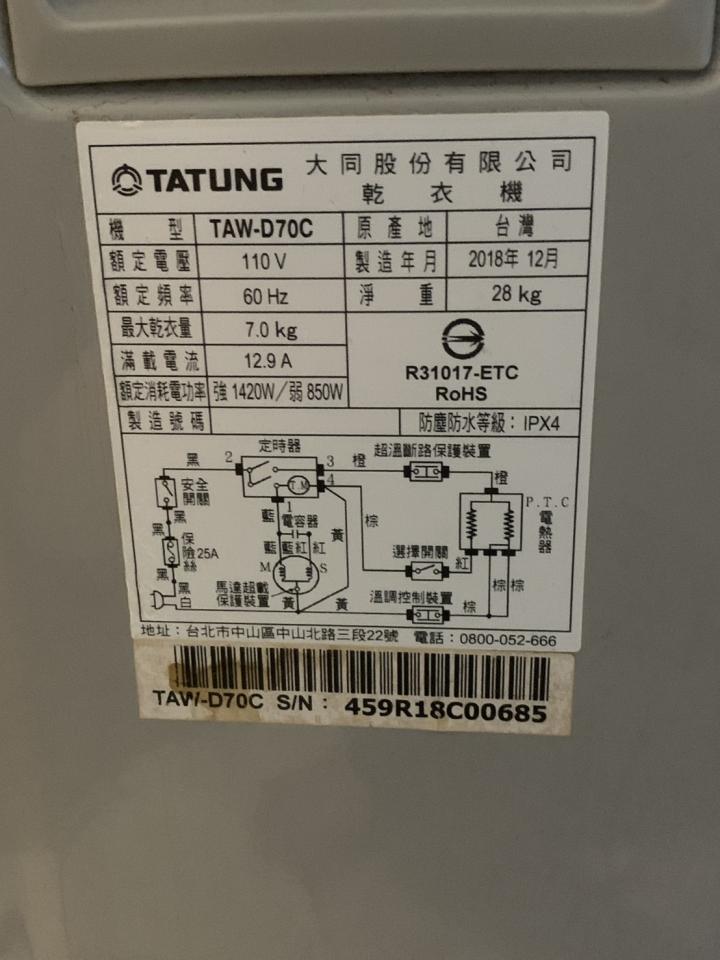 TATUNG 大同股份有限公司
乾衣機
機型 TAW-D70C 原產地 台灣
額定電壓 110 V 製造年月 2018年 12月
額定頻率 60 Hz 淨重 28 kg
最大乾衣量 7.0 kg
滿載電流 12.9 A
R31017-ETC
額定消耗電功率 強 1420W／弱 850W
RoHS
製造號碼 防塵防水等級：IPX4
定時器 超溫斷路保護裝置
黑 2 3 橙
橙
T.M 4
安全開關
P.T.C
電熱器
1
黑
藍 電容器 黃 棕
黑
保險絲 25A
藍 藍 紅 紅
選擇開關 紅
M S
黑
黑 馬達超載保護裝置
棕 棕
白 黃 黃 溫調控制裝置 棕
地址：台北市中山區中山北路三段22號 電話：0800-052-666
TAW-D70C S/N： 459R18C00685